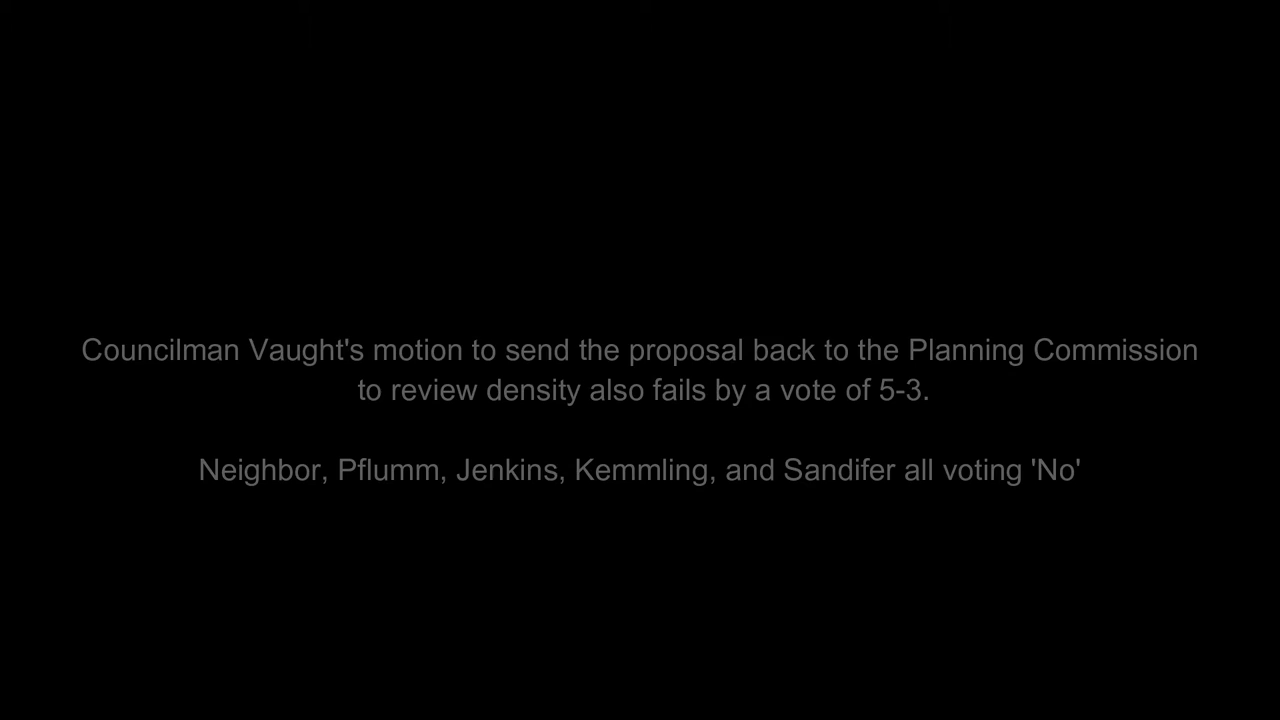 Councilman Vaught's motion to send the proposal back to the Planning Commission
to review density also fails by a vote of 5-3.
Neighbor, Pflumm, Jenkins, Kemmling, and Sandifer all voting 'No'